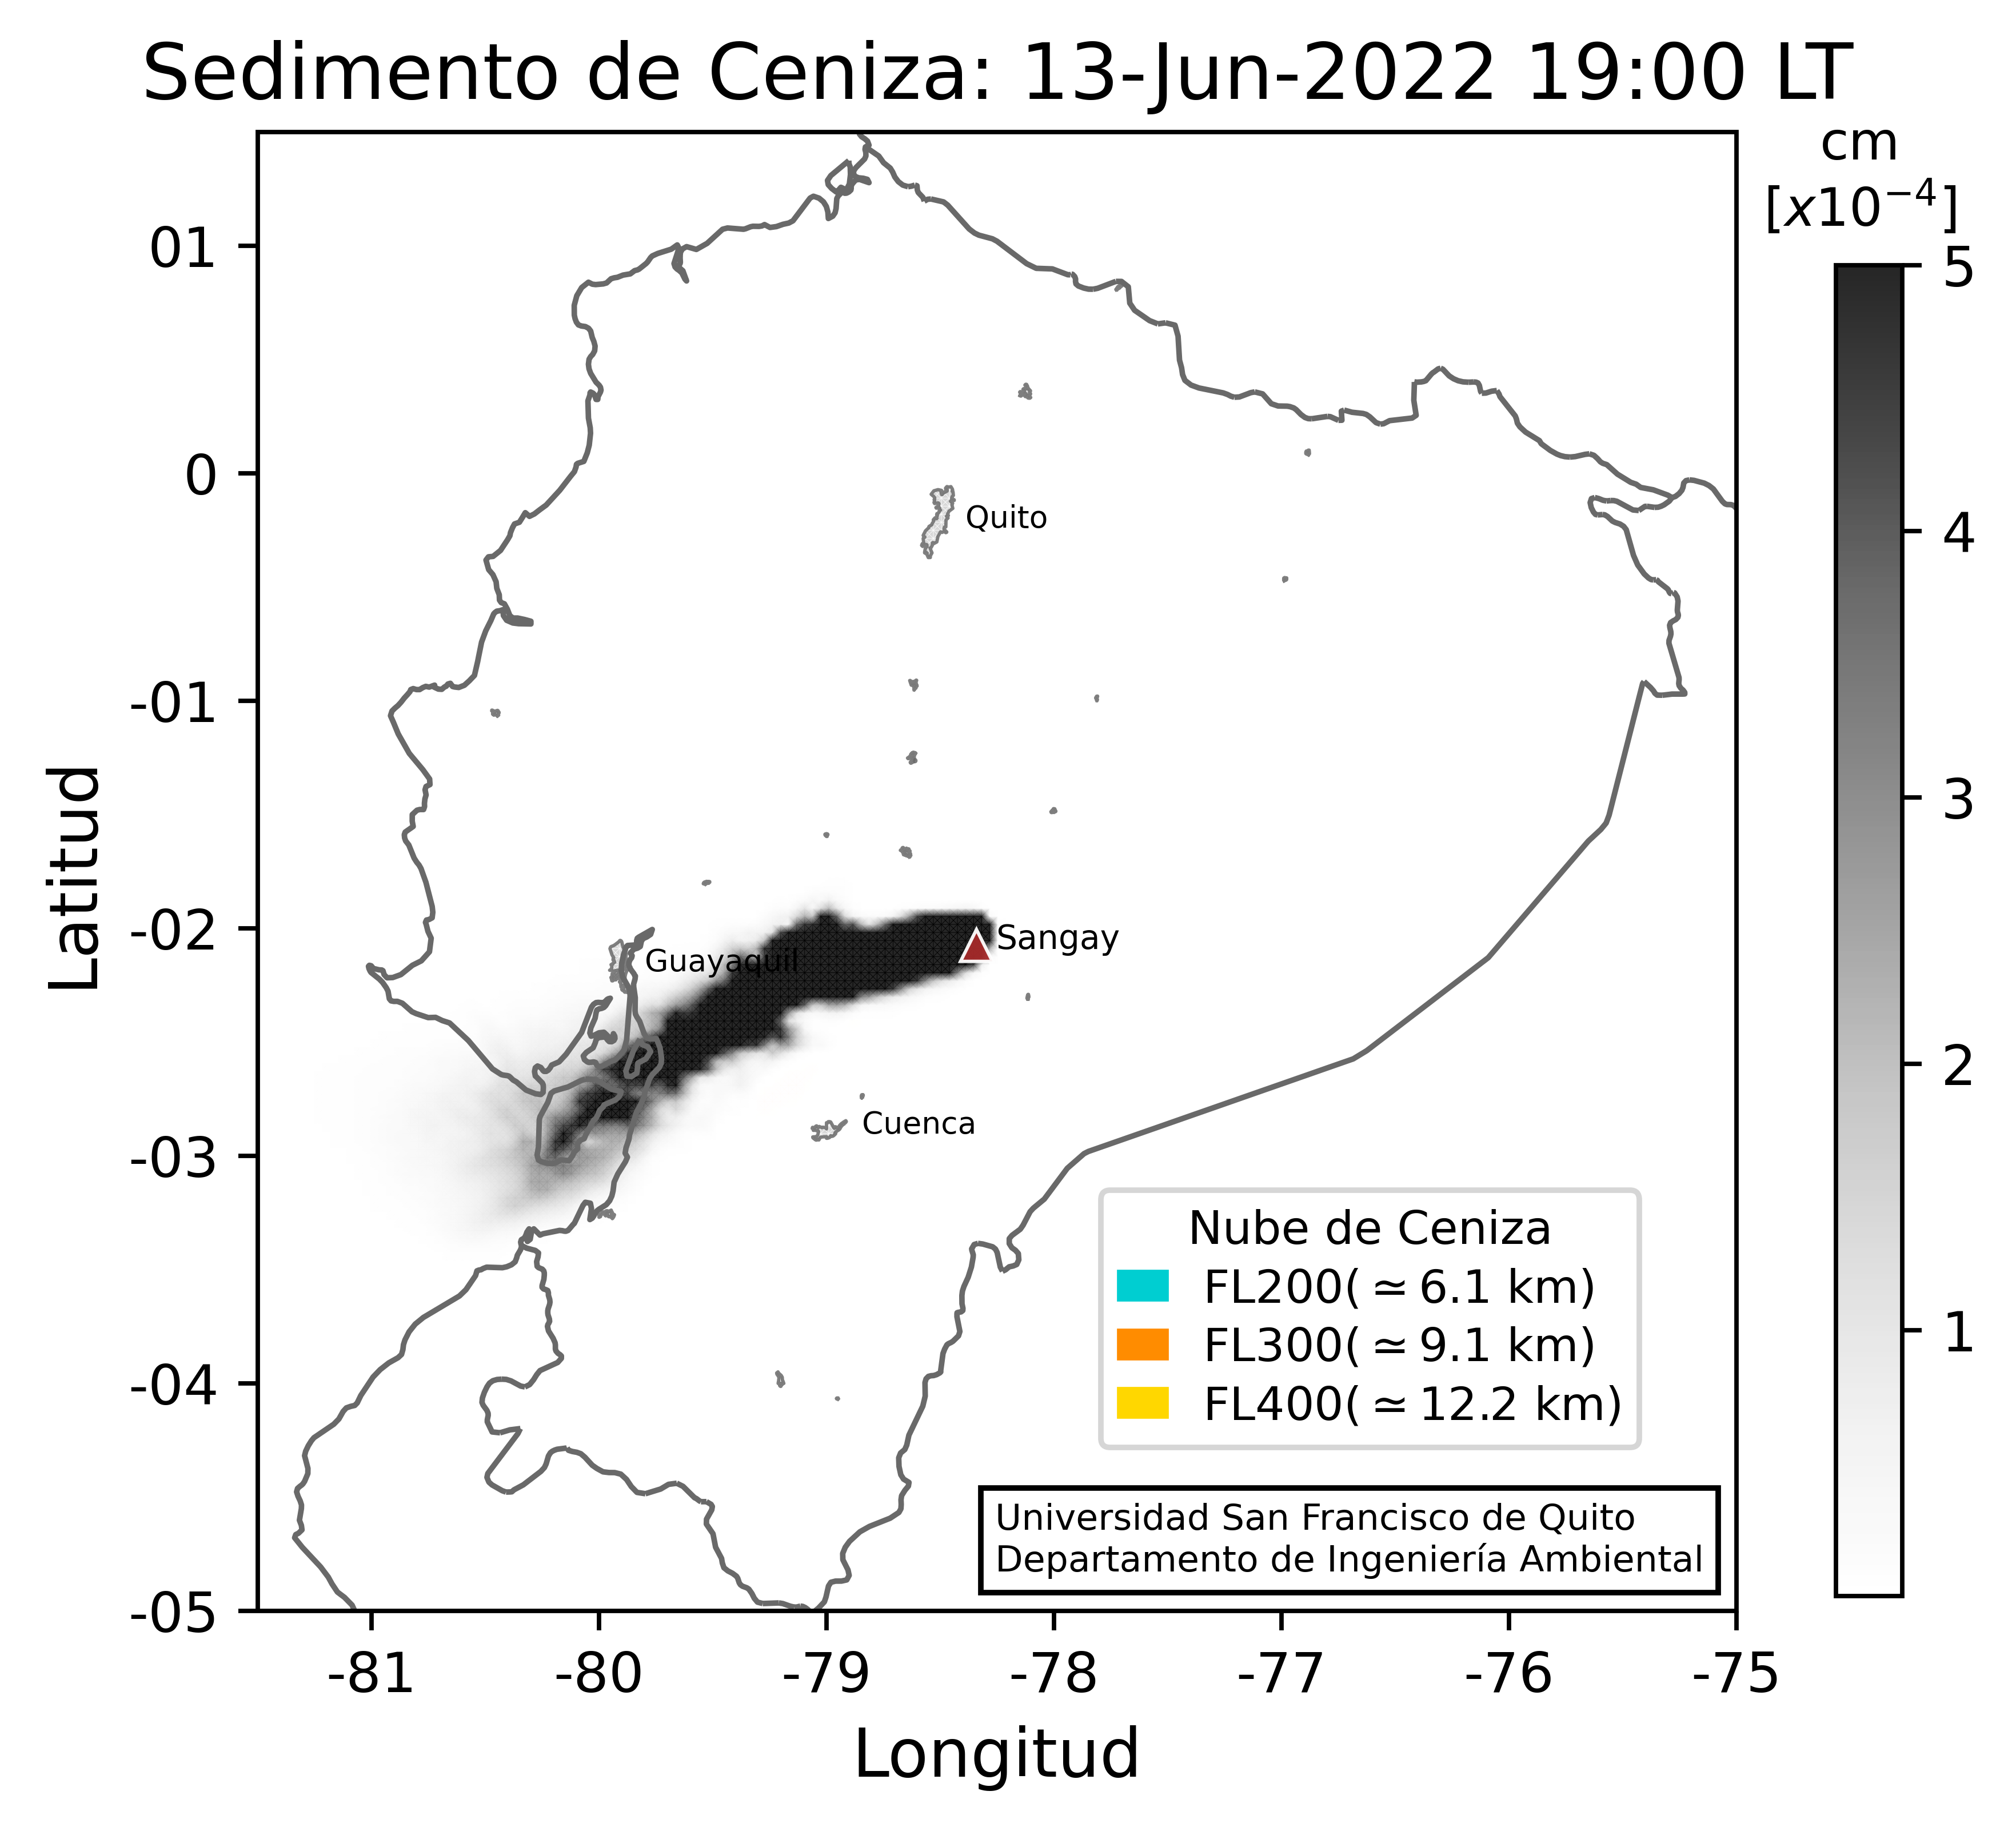 Sedimento de Ceniza: 13-Jun-2022 19:00 LT
cm
[x10⁻⁴]
5
4
3
2
1
01
0
-01
-02
-03
-04
-05
Latitud
Quito
Sangay
Guayaquil
Cuenca
Nube de Ceniza
FL200(≃6.1 km)
FL300(≃9.1 km)
FL400(≃12.2 km)
Universidad San Francisco de Quito
Departamento de Ingeniería Ambiental
-81 -80 -79 -78 -77 -76 -75
Longitud